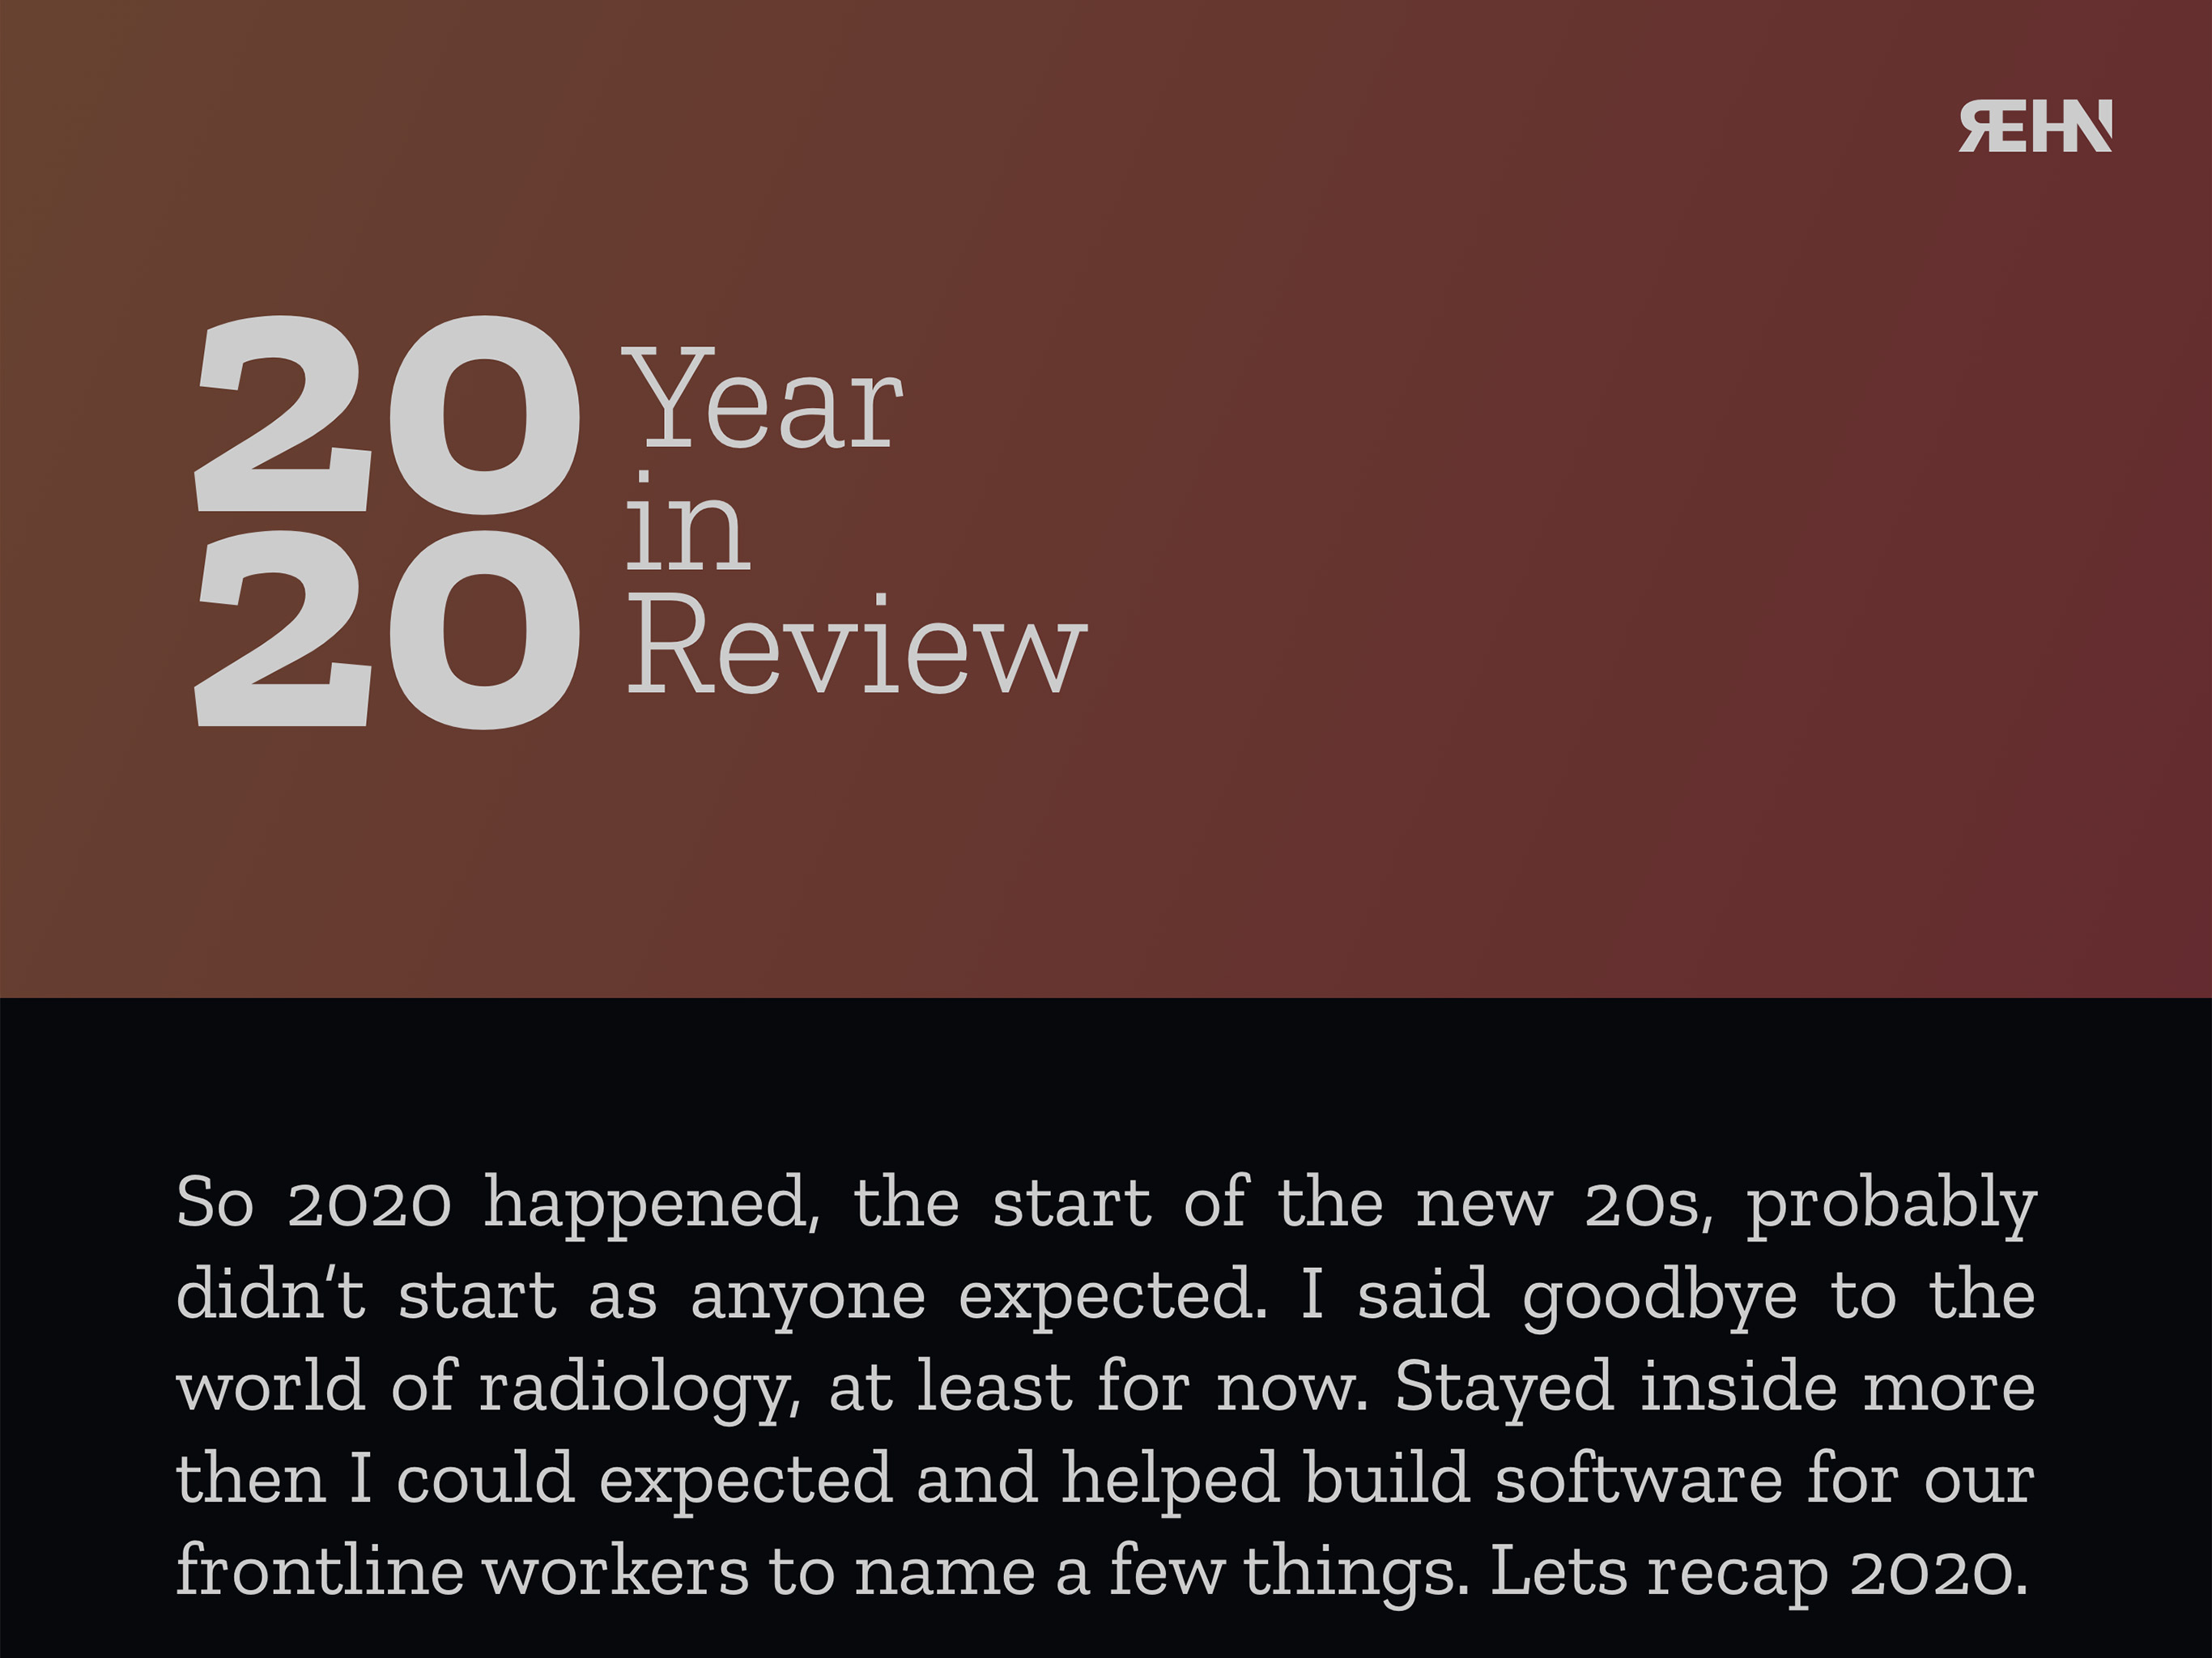 REHN
20
20
Year
in
Review
So 2020 happened, the start of the new 20s, probably
didn't start as anyone expected. I said goodbye to the
world of radiology, at least for now. Stayed inside more
then I could expected and helped build software for our
frontline workers to name a few things. Lets recap 2020.